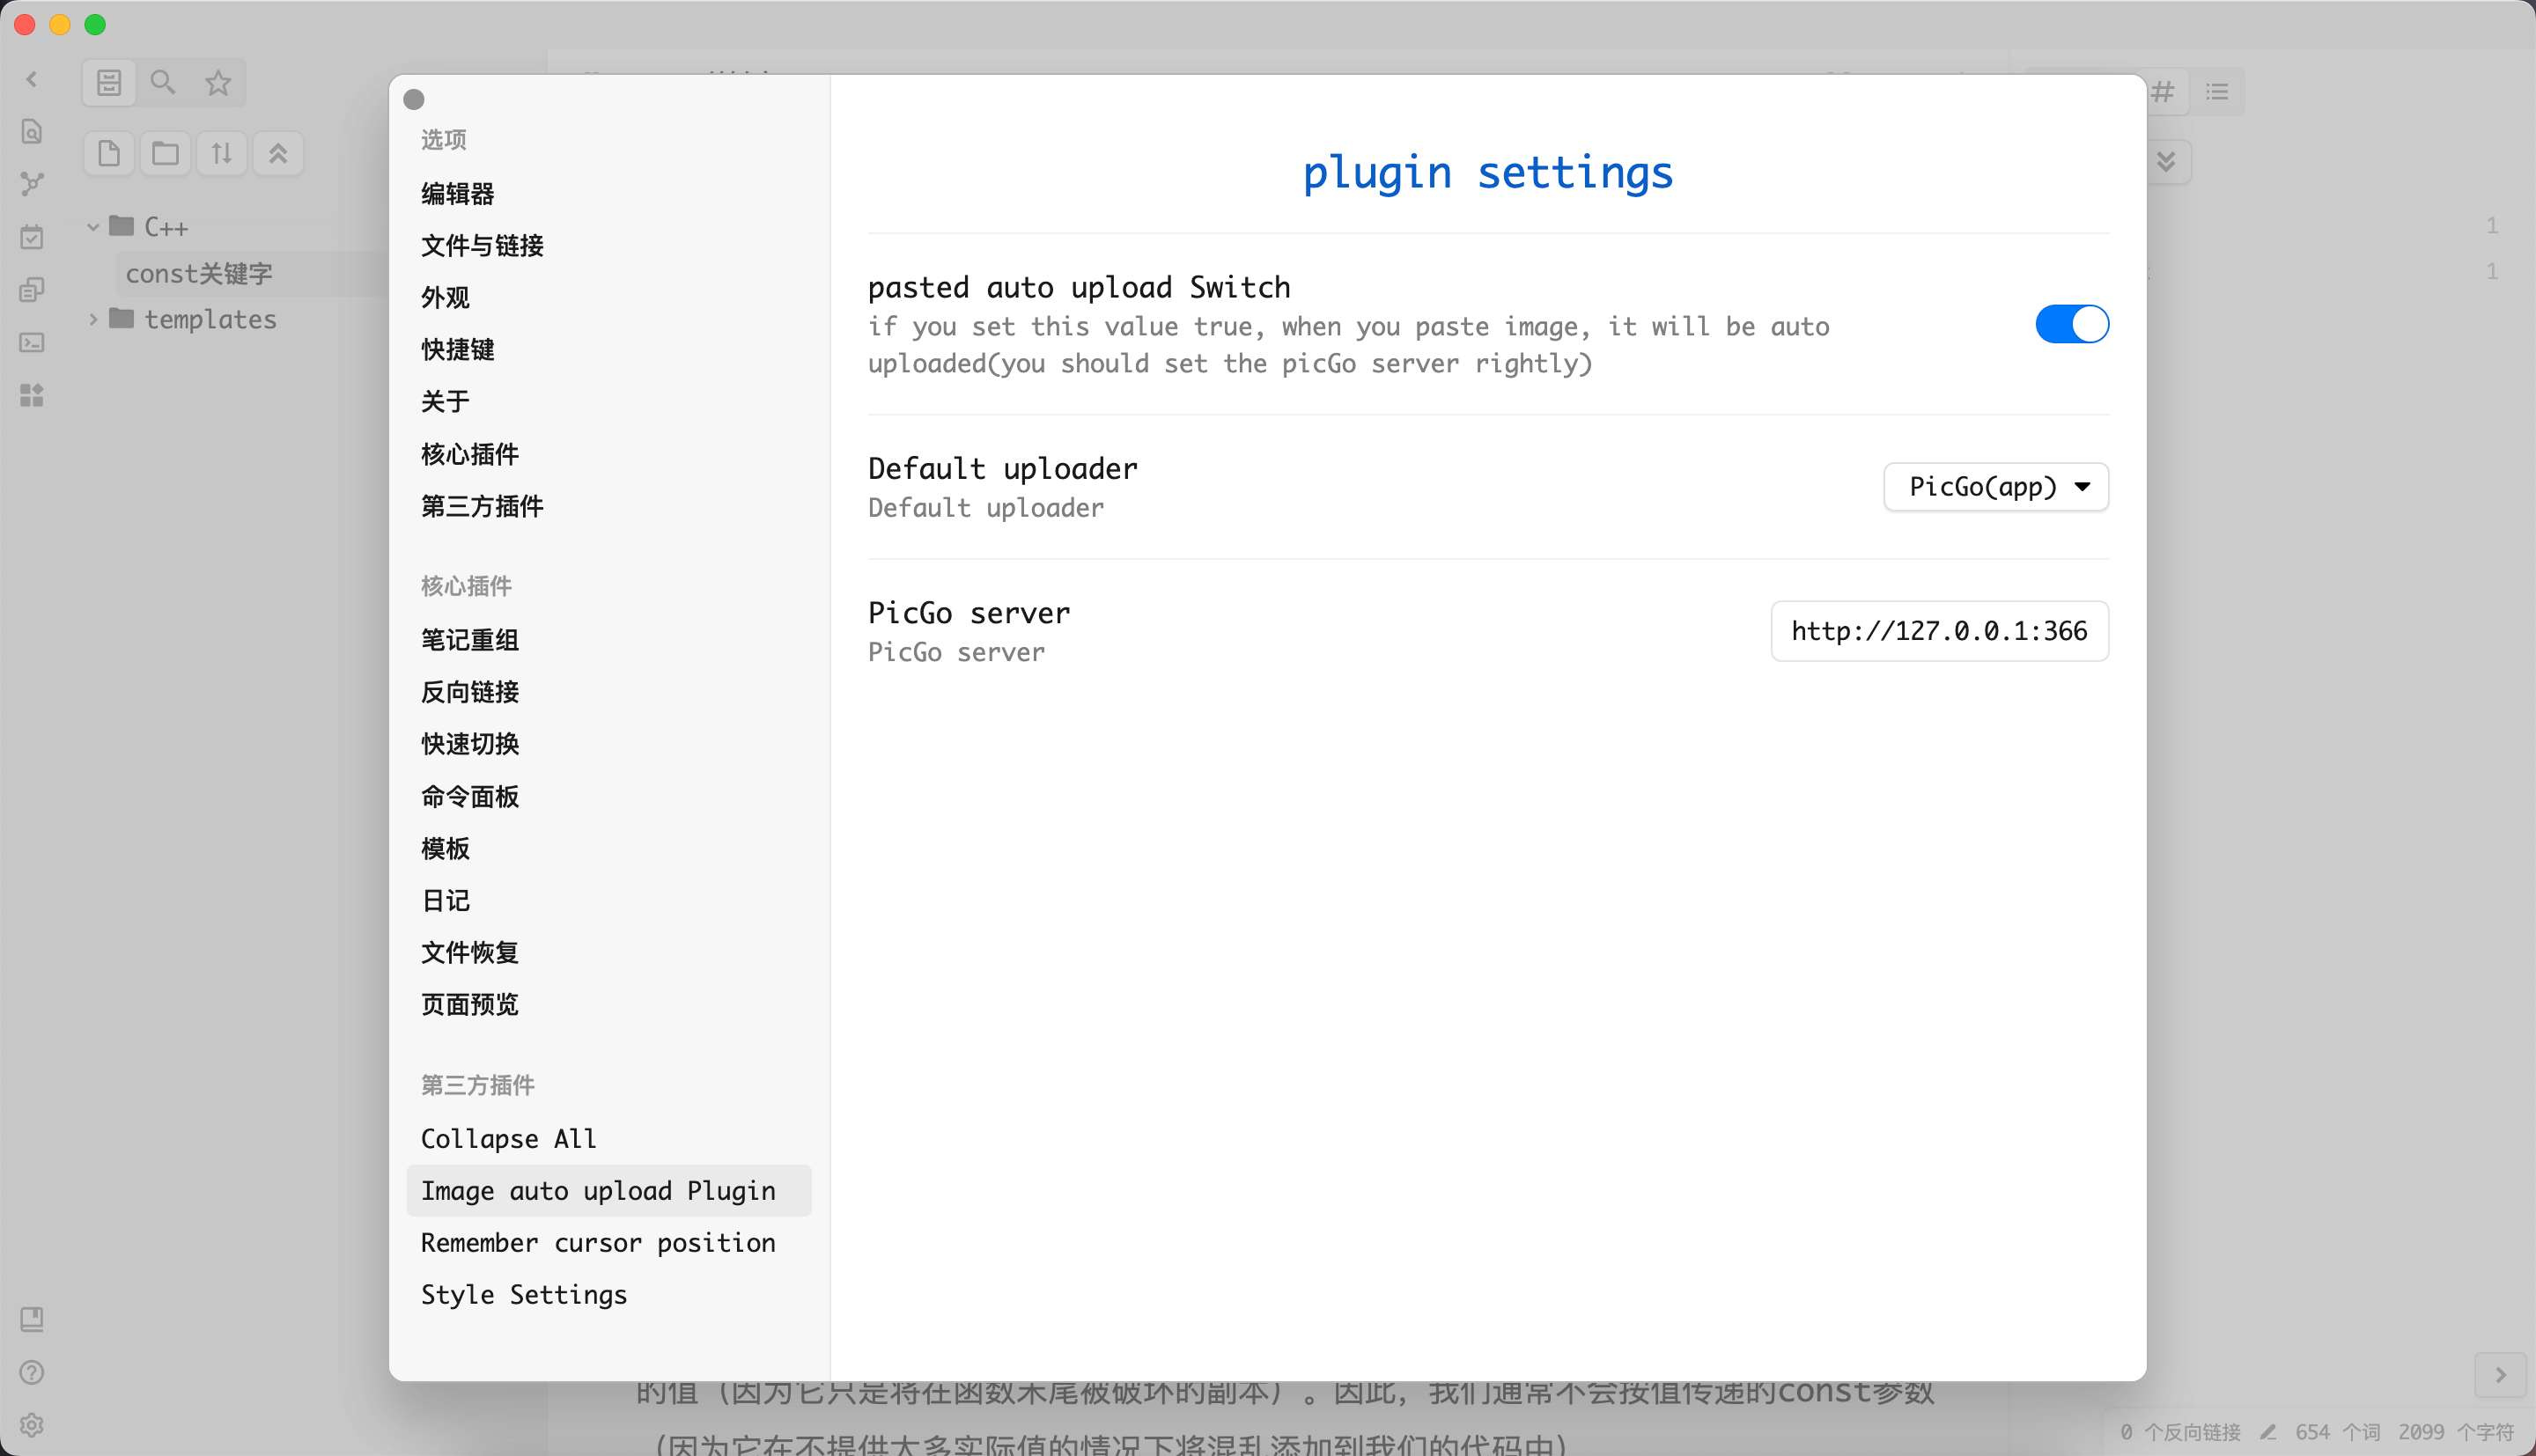 C++
const关键字
templates
选项
编辑器
文件与链接
外观
快捷键
关于
核心插件
第三方插件
核心插件
笔记重组
反向链接
快速切换
命令面板
模板
日记
文件恢复
页面预览
第三方插件
Collapse All
Image auto upload Plugin
Remember cursor position
Style Settings
plugin settings
pasted auto upload Switch
if you set this value true, when you paste image, it will be auto
uploaded(you should set the picGo server rightly)
Default uploader
Default uploader
PicGo(app)
PicGo server
PicGo server
http://127.0.0.1:366
1
1
的值（因为它只是将在函数末尾被破坏的副本）。因此，我们通常不会按值传递的const参数
（因为它在不提供太多实际值的情况下将混乱添加到我们的代码中）
0 个反向链接 654 个词 2099 个字符